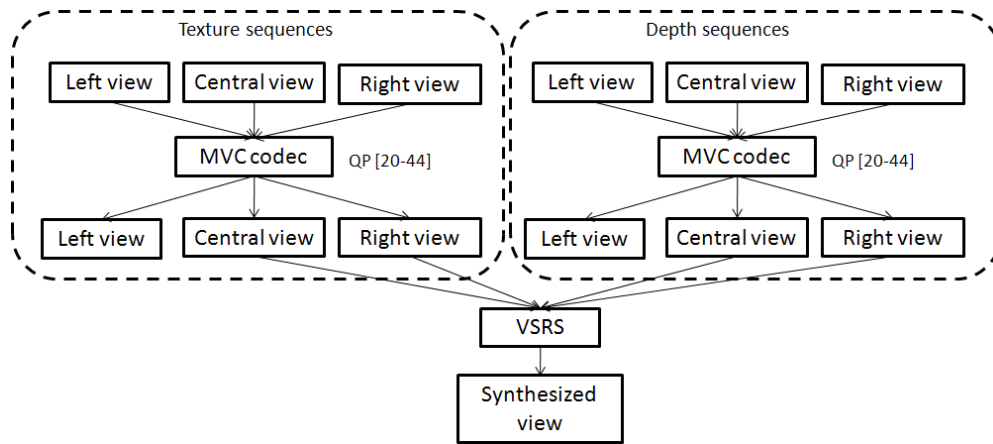 Texture sequences
Depth sequences
Left view
Central view
Right view
Left view
Central view
Right view
MVC codec
QP [20-44]
MVC codec
QP [20-44]
Left view
Central view
Right view
Left view
Central view
Right view
VSRS
Synthesized
view